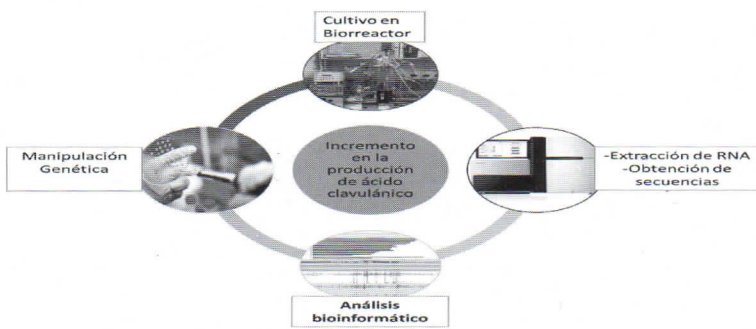 Cultivo en
Biorreactor
Manipulación
Genética
Incremento
en la
producción
de ácido
clavulánico
-Extracción de RNA
-Obtención de
secuencias
Análisis
bioinformático